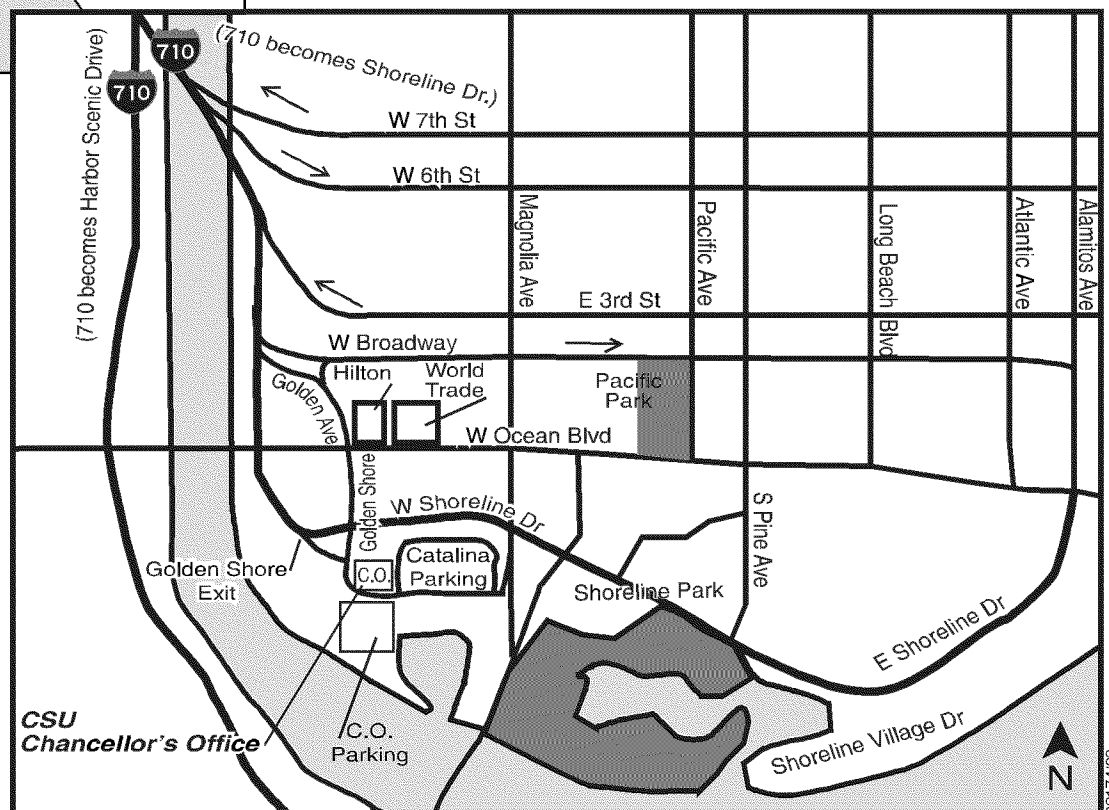 710
(710 becomes Shoreline Dr.)
710
(710 becomes Harbor Scenic Drive)
W 7th St
W 6th St
Magnolia Ave
Pacific Ave
Long Beach Blvd
Atlantic Ave
Alamitos Ave
E 3rd St
W Broadway
Hilton
World
Trade
Pacific
Park
Golden Ave
W Ocean Blvd
Golden Shore
W Shoreline Dr
S Pine Ave
Catalina
Parking
C.O.
Golden Shore
Exit
Shoreline Park
E Shoreline Dr
CSU
Chancellor's Office
C.O.
Parking
Shoreline Village Dr
N